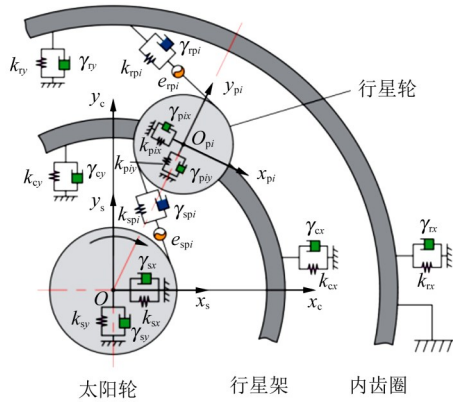 k_ry
γ_ry
k_rpi
γ_rpi
e_rpi
y_pi
行星轮
y_c
γ_pix
O_pi
k_pix
k_piy
γ_piy
x_pi
k_cy
γ_cy
y_s
k_spi
γ_spi
e_spi
γ_cx
k_cx
γ_rx
k_rx
O
γ_sx
k_sx
x_s
x_c
k_sy
γ_sy
太阳轮
行星架
内齿圈